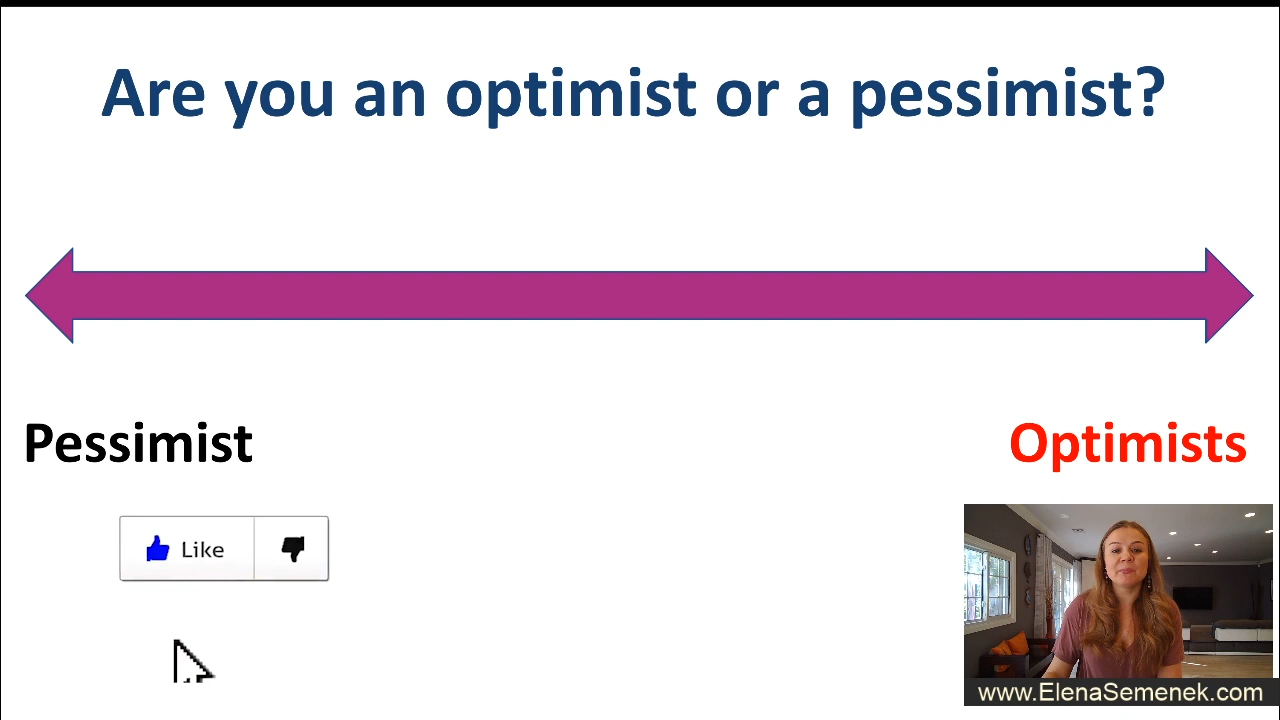 Are you an optimist or a pessimist?
Pessimist
Optimists
Like
www.ElenaSemenek.com